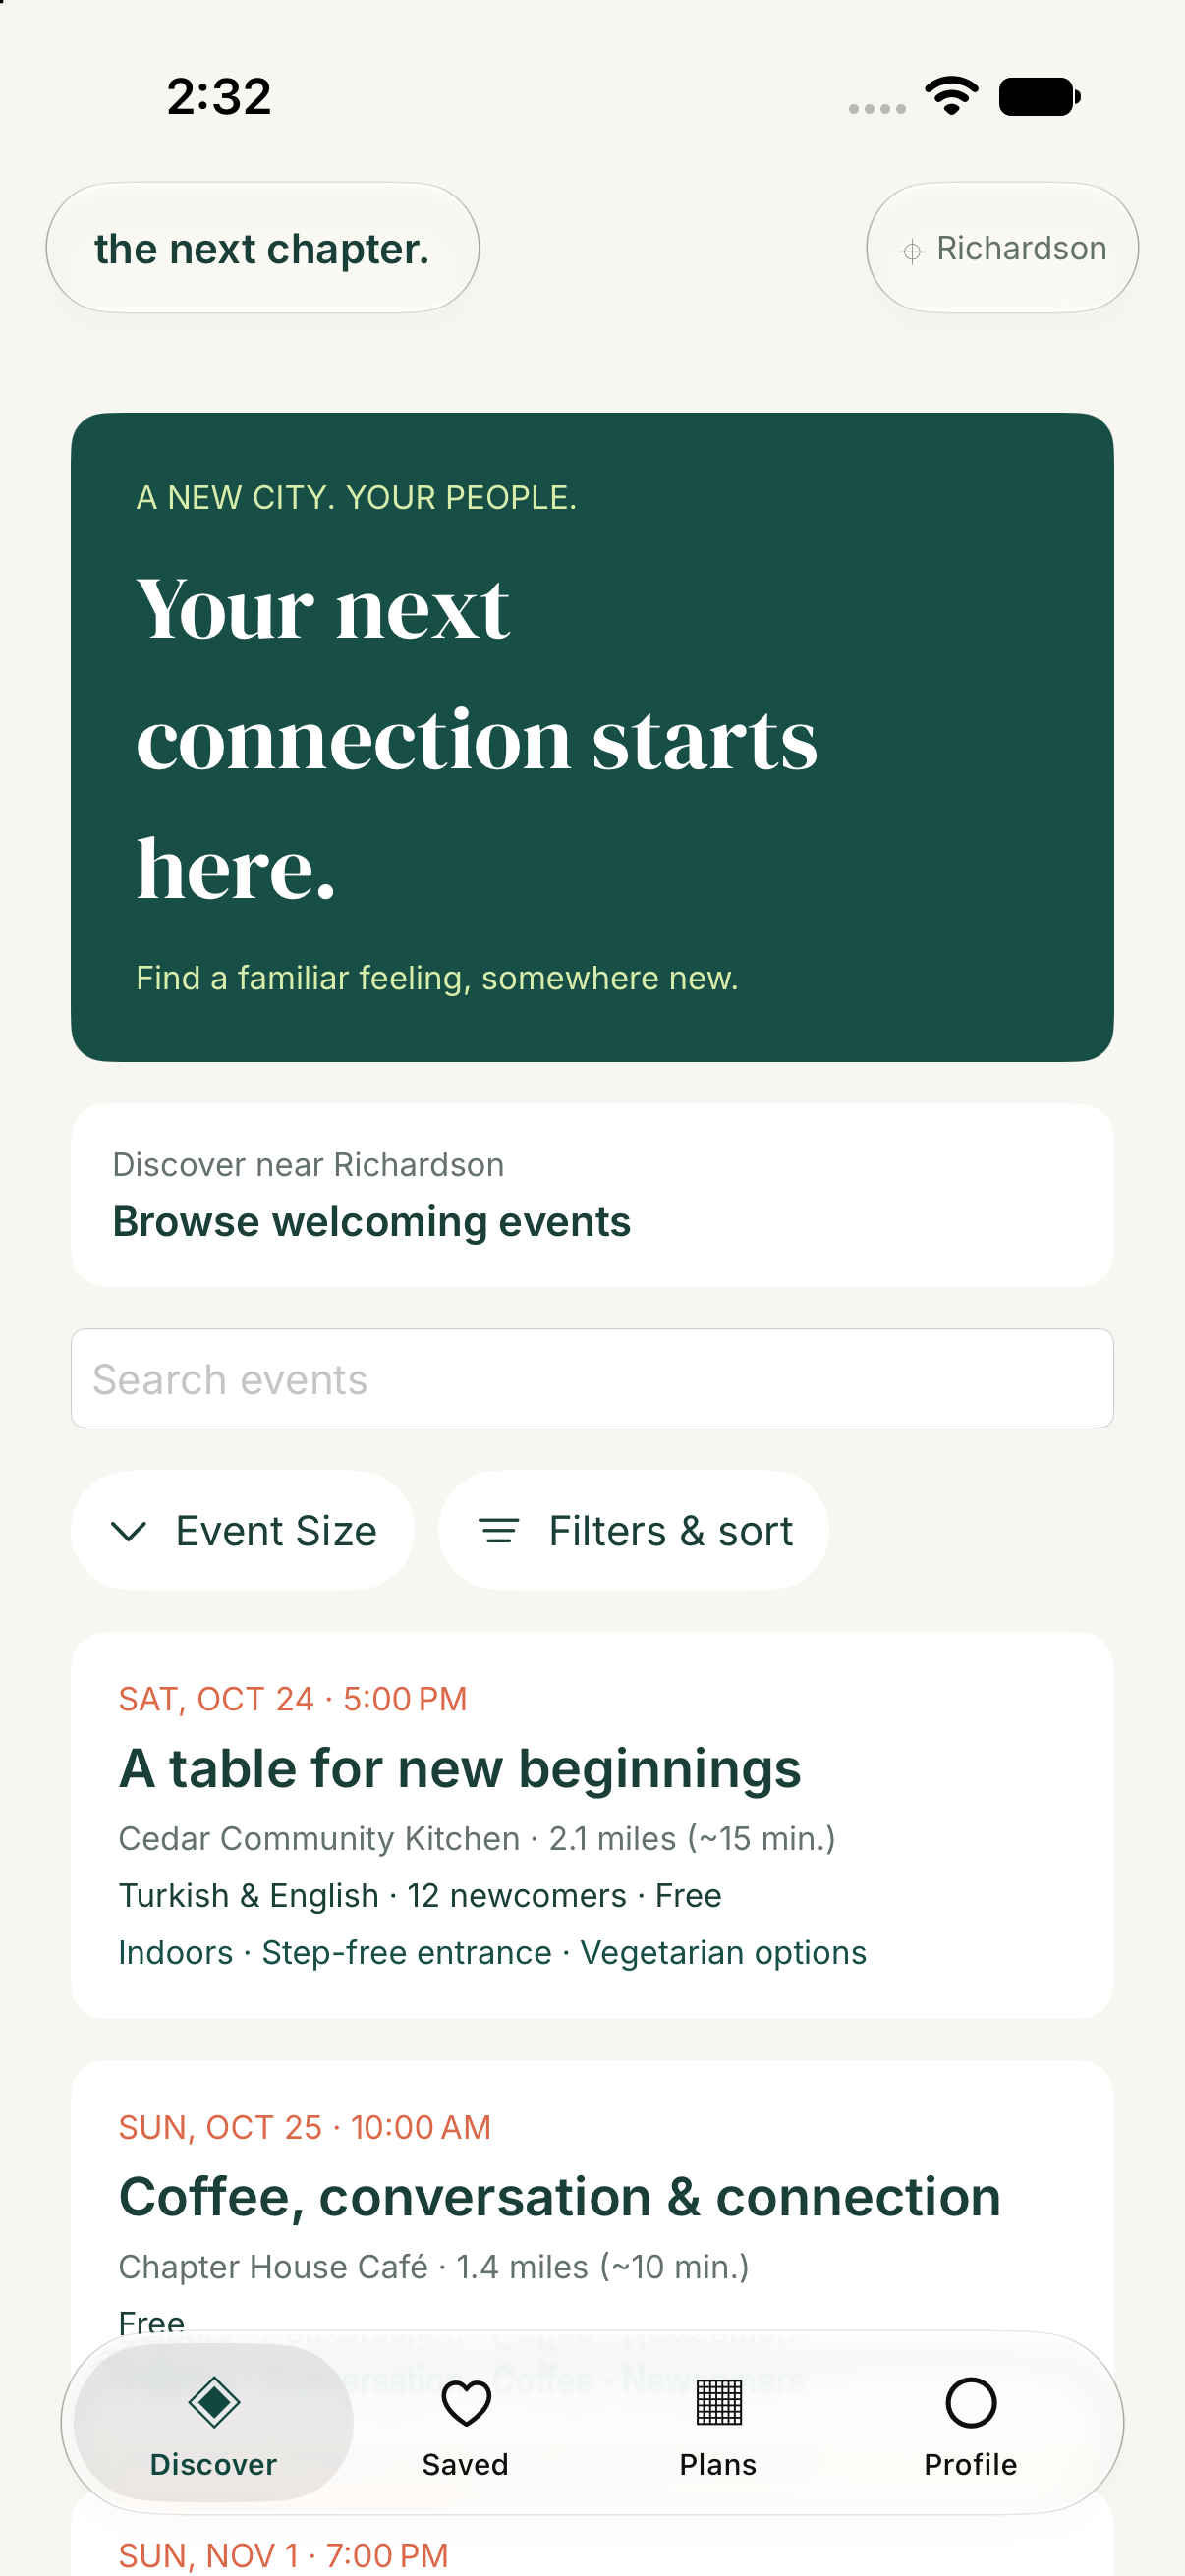 2:32
the next chapter.
Richardson
A NEW CITY. YOUR PEOPLE.
Your next
connection starts
here.
Find a familiar feeling, somewhere new.
Discover near Richardson
Browse welcoming events
Search events
Event Size
Filters & sort
SAT, OCT 24 · 5:00 PM
A table for new beginnings
Cedar Community Kitchen · 2.1 miles (~15 min.)
Turkish & English · 12 newcomers · Free
Indoors · Step-free entrance · Vegetarian options
SUN, OCT 25 · 10:00 AM
Coffee, conversation & connection
Chapter House Café · 1.4 miles (~10 min.)
Free
· Coffee · Newcomers
Discover
Saved
Plans
Profile
SUN, NOV 1 · 7:00 PM